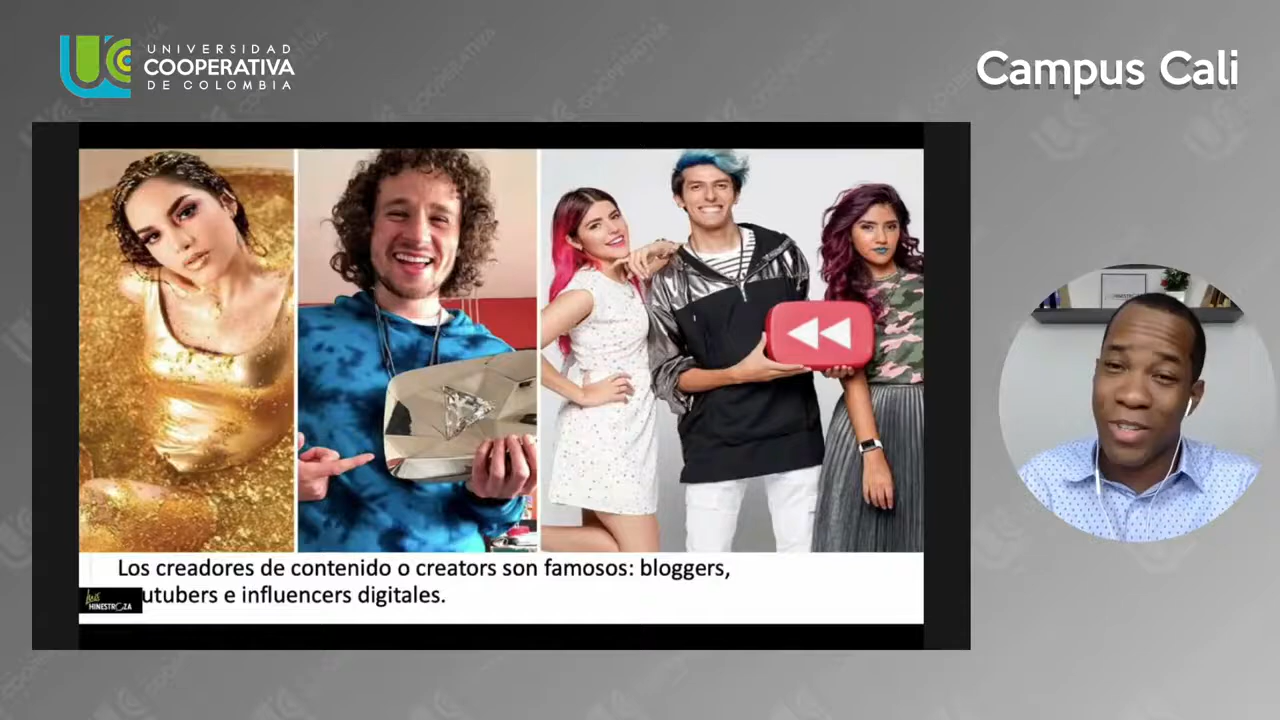 UNIVERSIDAD
COOPERATIVA
DE COLOMBIA
Campus Cali
Los creadores de contenido o creators son famosos: bloggers,
utubers e influencers digitales.
HINESTROZA